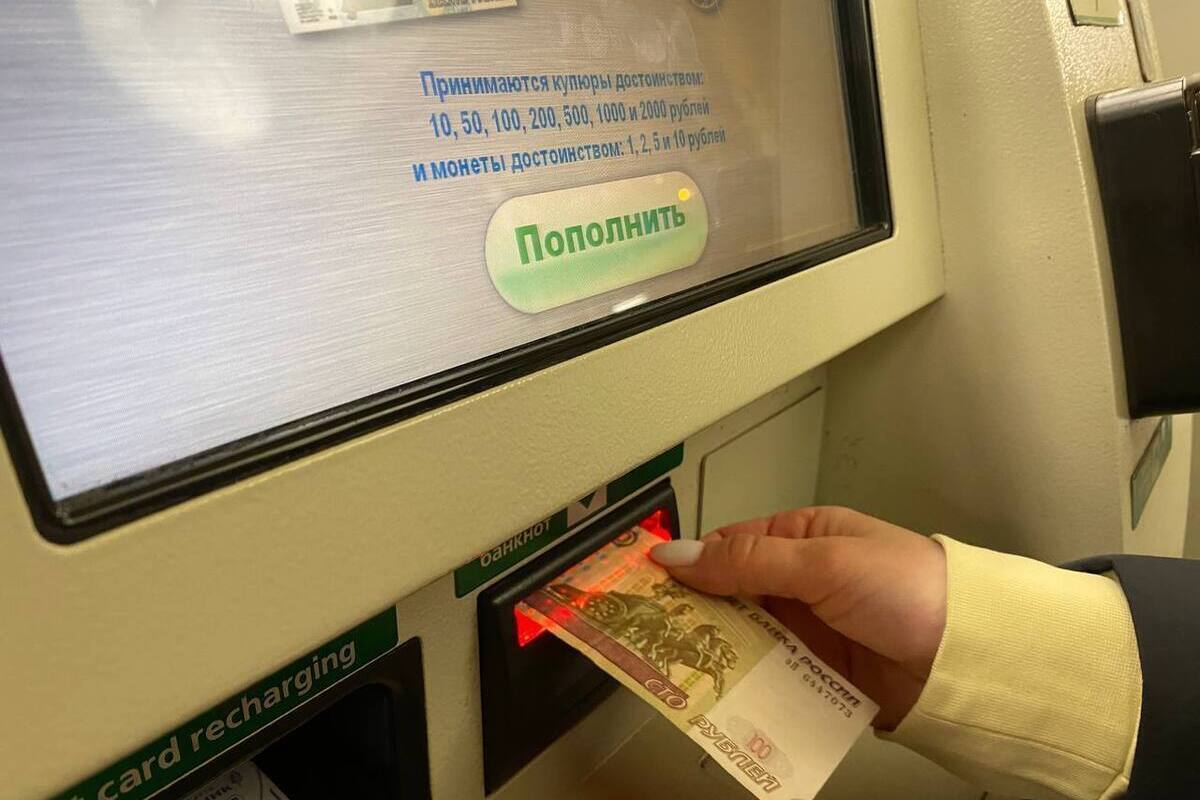 Принимаются купюры достоинством:
10, 50, 100, 200, 500, 1000 и 2000 рублей
и монеты достоинством: 1, 2, 5 и 10 рублей
Пополнить
банкнот
БАНКА РОССИИ
6447073
СТО
РУБЛЕЙ
100
card recharging